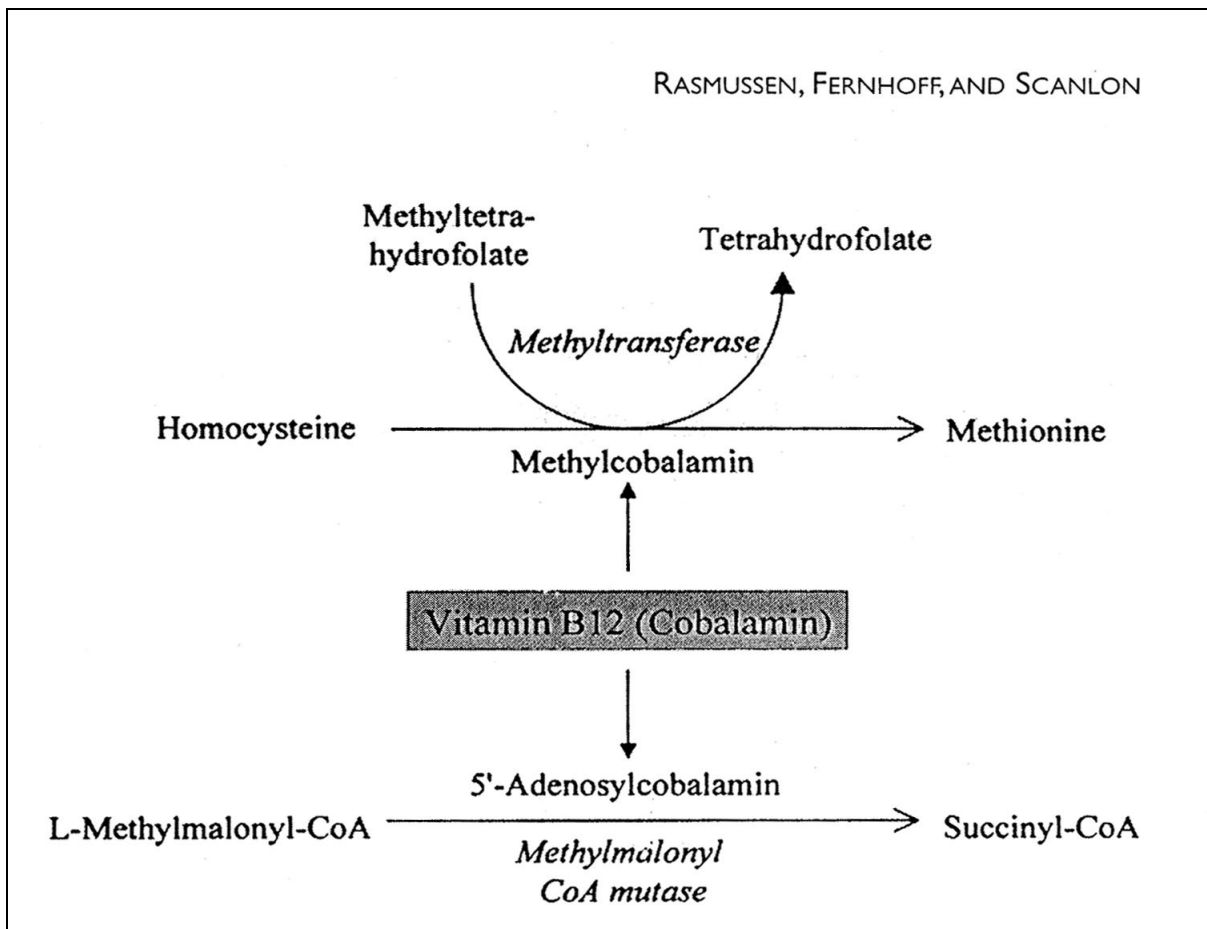 RASMUSSEN, FERNHOFF, AND SCANLON
Methyltetra-
hydrofolate
Tetrahydrofolate
Methyltransferase
Homocysteine
Methionine
Methylcobalamin
Vitamin B12 (Cobalamin)
5'-Adenosylcobalamin
L-Methylmalonyl-CoA
Succinyl-CoA
Methylmalonyl
CoA mutase